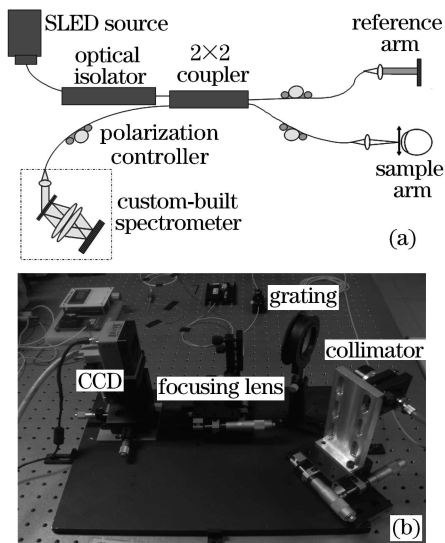 SLED source
optical
isolator
2×2
coupler
reference
arm
polarization
controller
custom-built
spectrometer
sample
arm
(a)
grating
collimator
CCD
focusing lens
(b)